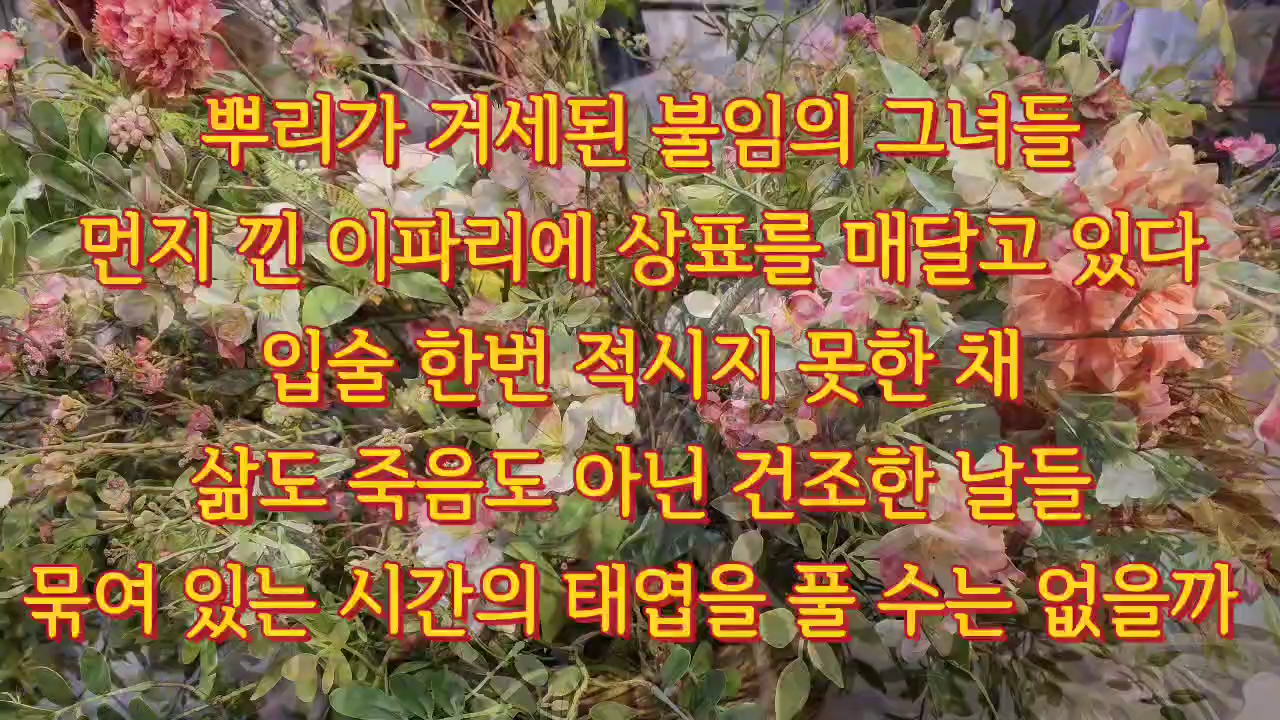 뿌리가 거세된 불임의 그녀들
먼지 낀 이파리에 상표를 매달고 있다
입술 한번 적시지 못한 채
삶도 죽음도 아닌 건조한 날들
묶여 있는 시간의 태엽을 풀 수는 없을까